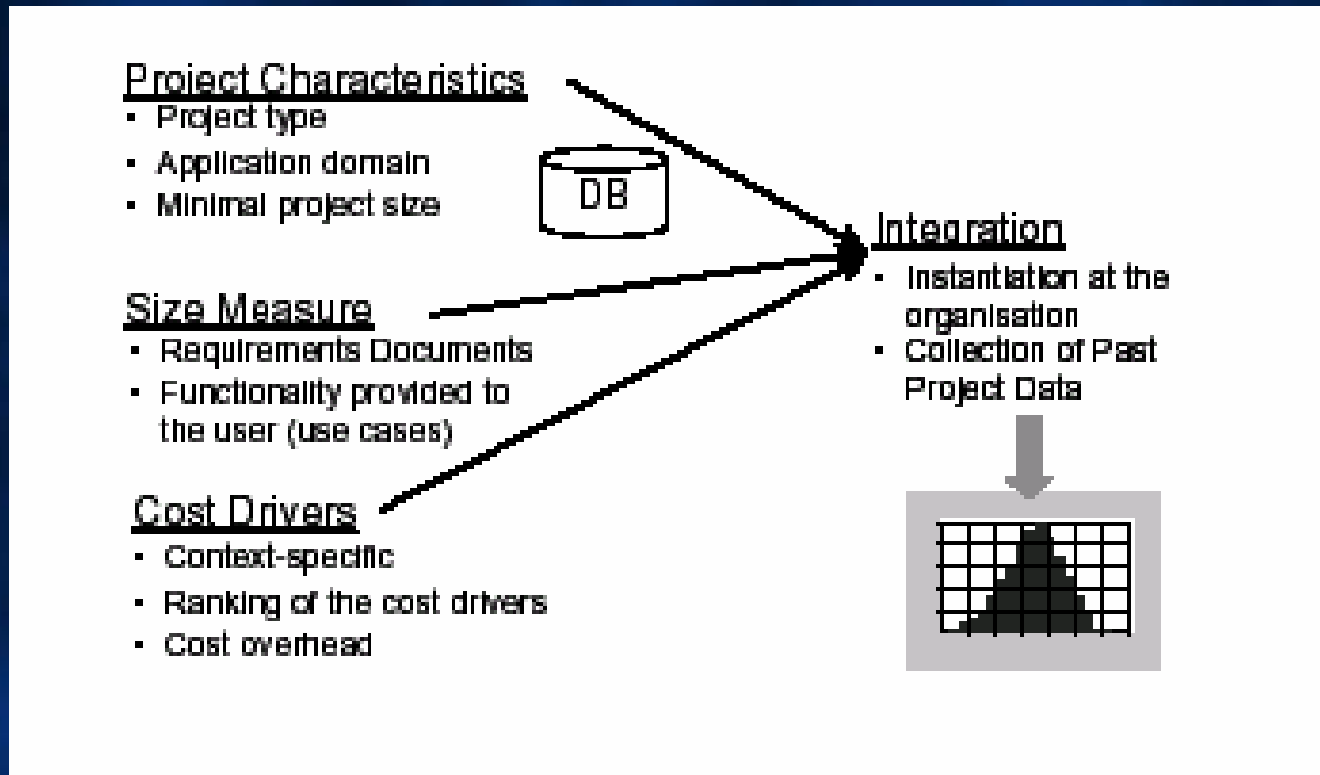 Project Characteristics
▪ Project type
▪ Application domain
▪ Minimal project size
DB
Size Measure
▪ Requirements Documents
▪ Functionality provided to
the user (use cases)
Cost Drivers
▪ Context-specific
▪ Ranking of the cost drivers
▪ Cost overhead
Integration
▪ Instantiation at the
organisation
▪ Collection of Past
Project Data